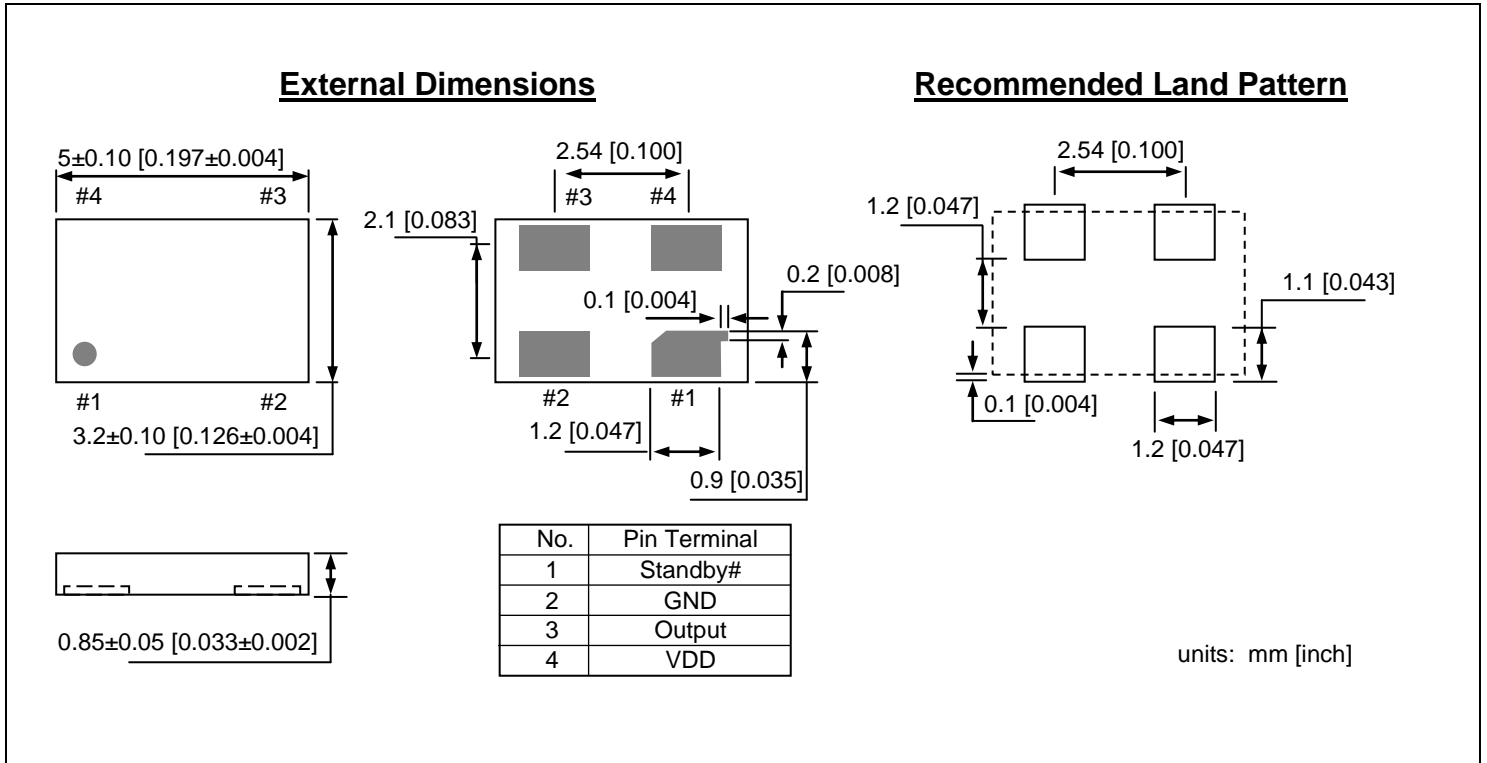 External Dimensions
Recommended Land Pattern
5±0.10 [0.197±0.004]
#4
#3
#1
#2
3.2±0.10 [0.126±0.004]
2.54 [0.100]
#3
#4
2.1 [0.083]
0.1 [0.004]
0.2 [0.008]
#2
#1
1.2 [0.047]
0.9 [0.035]
2.54 [0.100]
1.2 [0.047]
1.1 [0.043]
0.1 [0.004]
1.2 [0.047]
0.85±0.05 [0.033±0.002]
No. Pin Terminal
1 Standby#
2 GND
3 Output
4 VDD
units: mm [inch]